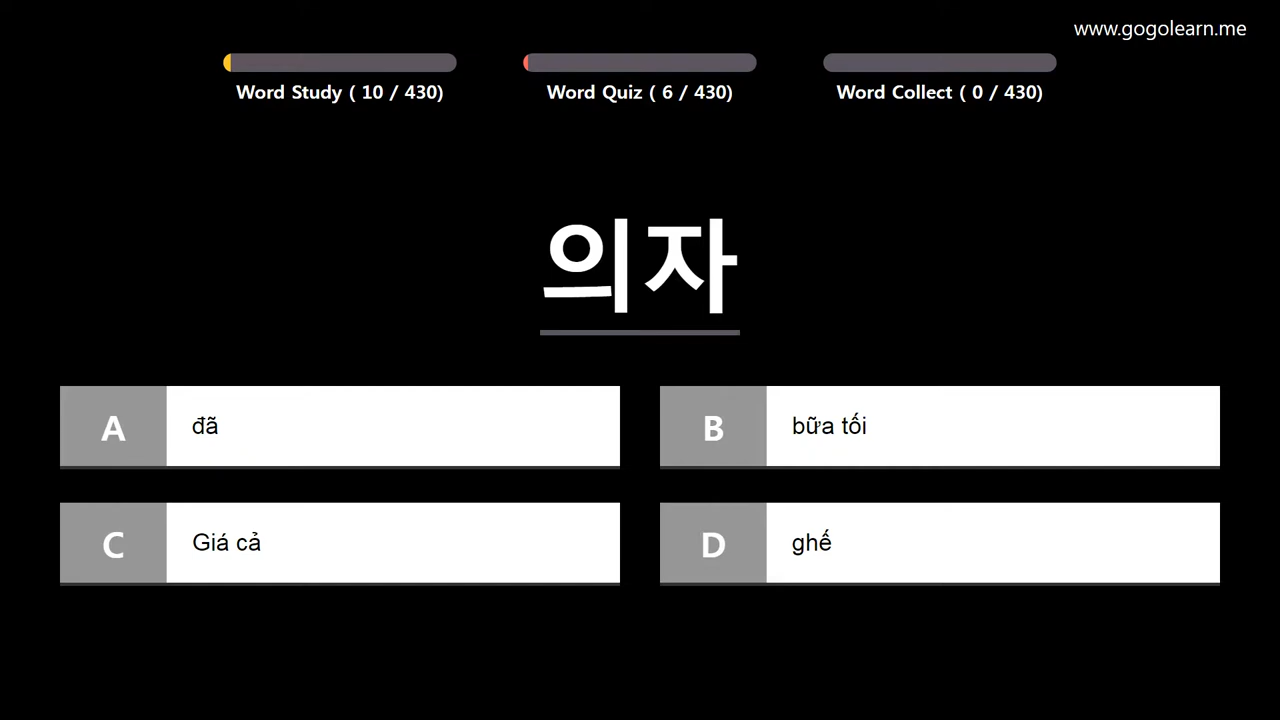 www.gogolearn.me
Word Study ( 10 / 430)
Word Quiz ( 6 / 430)
Word Collect ( 0 / 430)
의자
A đã
B bữa tối
C Giá cả
D ghế